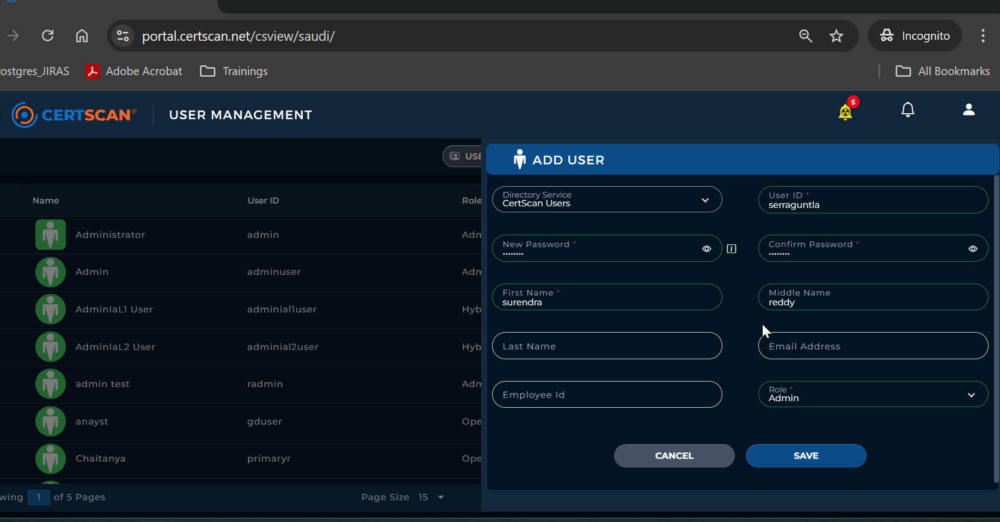 portal.certscan.net/csview/saudi/
Incognito
ostgres_JIRAS
Adobe Acrobat
Trainings
All Bookmarks
CERTSCAN®
USER MANAGEMENT
5
USE
ADD USER
Name
User ID
Role
Administrator
admin
Adm
Admin
adminuser
Adm
AdminIaL1 User
adminial1user
Hyb
AdminIaL2 User
adminial2user
Hyb
admin test
radmin
Adm
anayst
gduser
Ope
Chaitanya
primaryr
Ope
wing 1 of 5 Pages
Page Size 15
Directory Service
CertScan Users
User ID *
serraguntla
New Password *
••••••••
Confirm Password *
••••••••
First Name *
surendra
Middle Name
reddy
Last Name
Email Address
Employee Id
Role *
Admin
CANCEL
SAVE